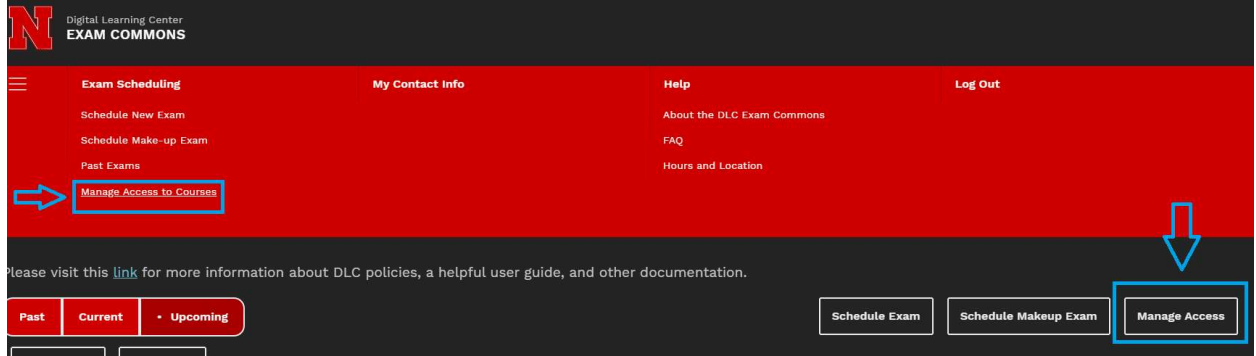 N
Digital Learning Center
EXAM COMMONS
Exam Scheduling
Schedule New Exam
Schedule Make-up Exam
Past Exams
Manage Access to Courses
My Contact Info
Help
About the DLC Exam Commons
FAQ
Hours and Location
Log Out
Please visit this link for more information about DLC policies, a helpful user guide, and other documentation.
Past Current • Upcoming Schedule Exam Schedule Makeup Exam Manage Access